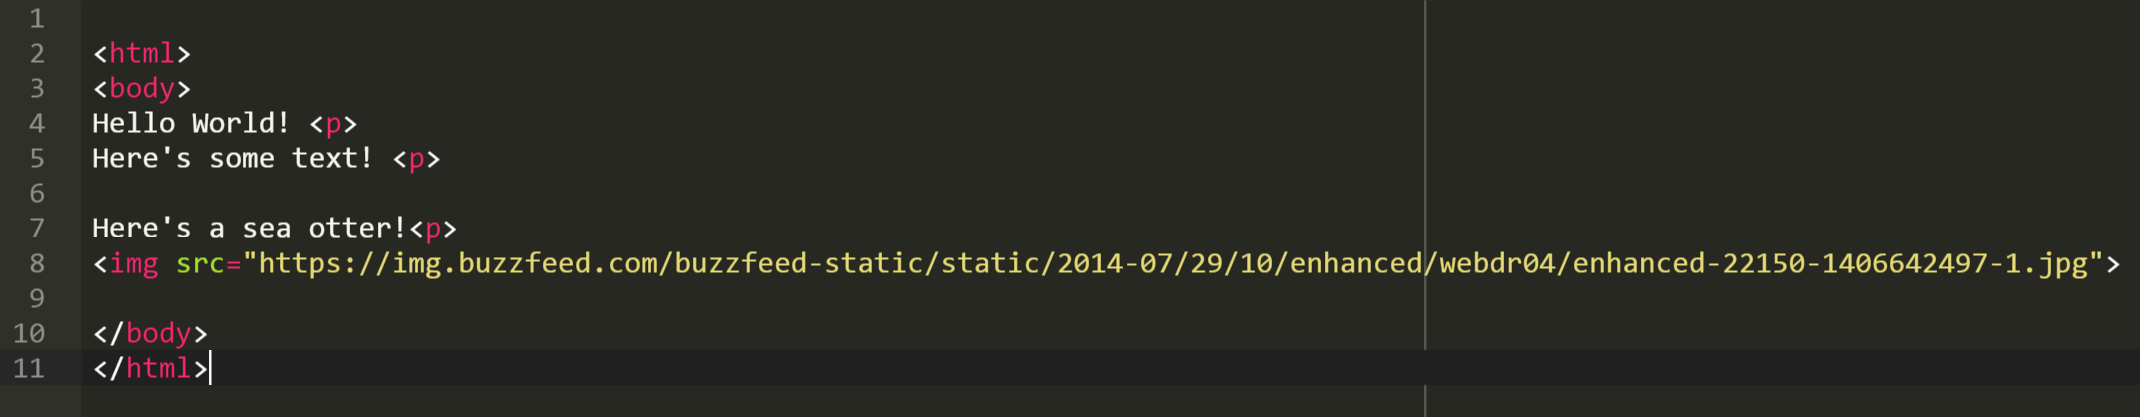 1
2 <html>
3 <body>
4 Hello World! <p>
5 Here's some text! <p>
6
7 Here's a sea otter!<p>
8 <img src="https://img.buzzfeed.com/buzzfeed-static/static/2014-07/29/10/enhanced/webdr04/enhanced-22150-1406642497-1.jpg">
9
10 </body>
11 </html>